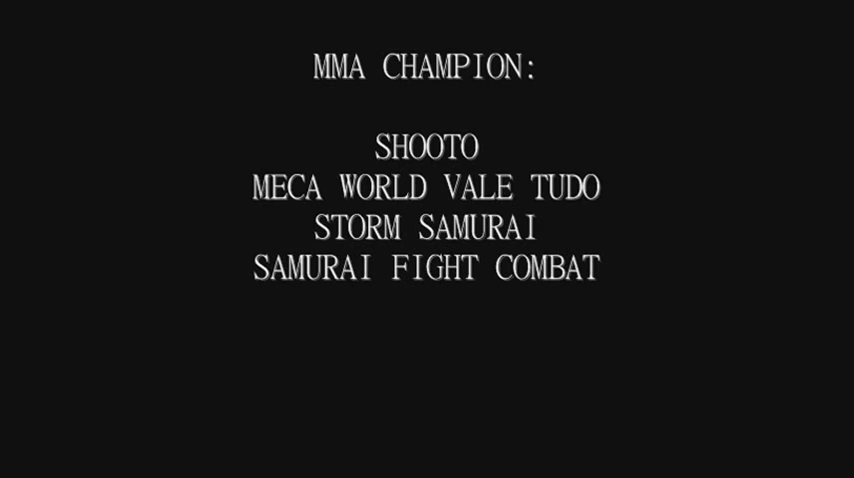 MMA CHAMPION:
SHOOTO
MECA WORLD VALE TUDO
STORM SAMURAI
SAMURAI FIGHT COMBAT